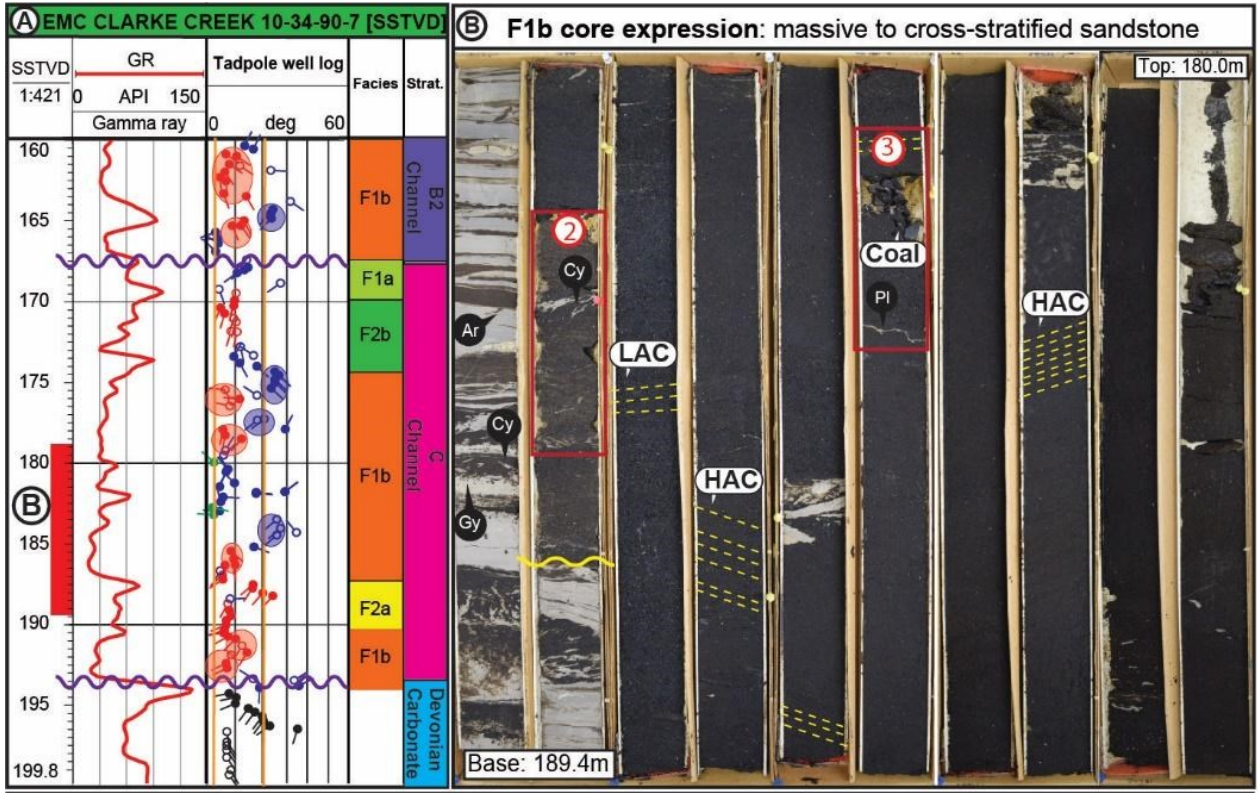 A EMC CLARKE CREEK 10-34-90-7 [SSTVD]
SSTVD
1:421
GR
0 API 150
Gamma ray
Tadpole well log
0 deg 60
Facies
Strat.
160
165
170
175
180
185
190
195
199.8
B
F1b
F1a
F2b
F1b
F2a
F1b
B2
Channel
C
Channel
Devonian
Carbonate
B F1b core expression: massive to cross-stratified sandstone
Top: 180.0m
2
Cy
Ar
Cy
Gy
LAC
HAC
3
Coal
Pl
HAC
Base: 189.4m